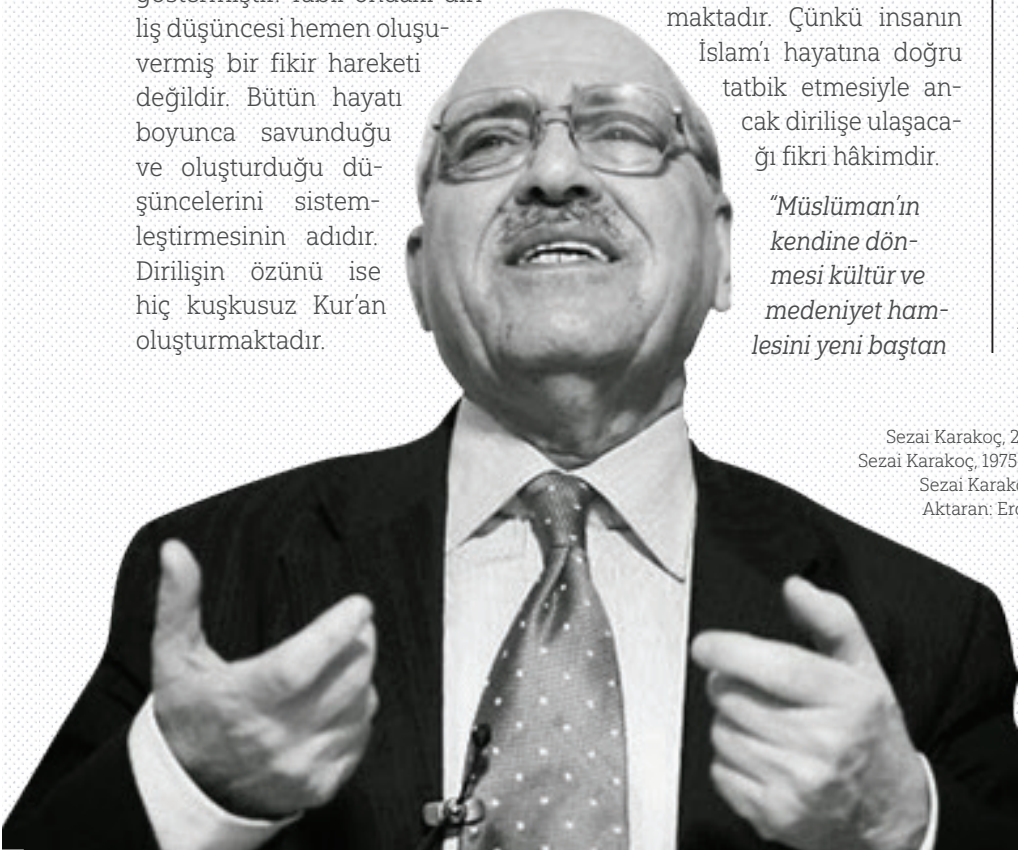 liş düşüncesi hemen oluşu-
vermiş bir fikir hareketi
değildir. Bütün hayatı
boyunca savunduğu
ve oluşturduğu dü-
şüncelerini sistem-
leştirmesinin adıdır.
Dirilişin özünü ise
hiç kuşkusuz Kur'an
oluşturmaktadır.
maktadır. Çünkü insanın
İslam'ı hayatına doğru
tatbik etmesiyle an-
cak dirilişe ulaşaca-
ğı fikri hâkimdir.
"Müslüman'ın
kendine dön-
mesi kültür ve
medeniyet ham-
lesini yeni baştan
Sezai Karakoç, 2
Sezai Karakoç, 1975
Sezai
Aktaran: